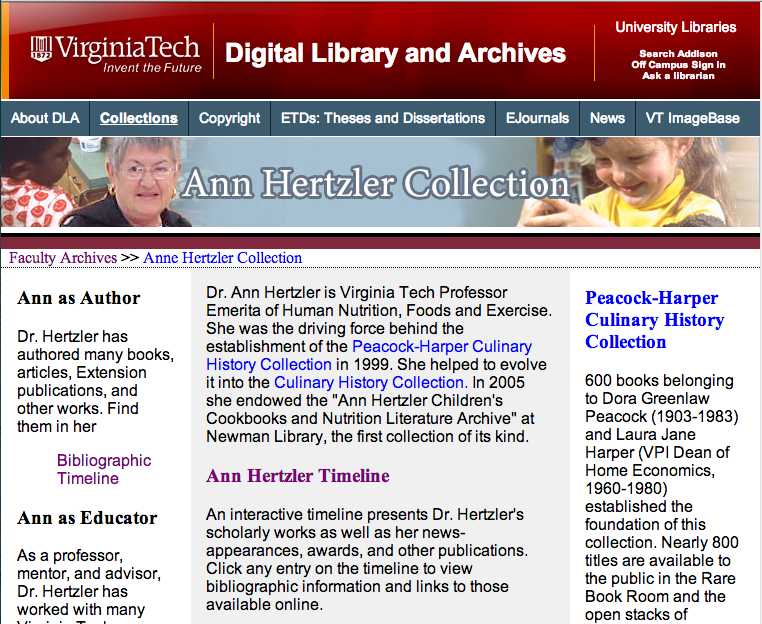 VirginiaTech
1872
Invent the Future
Digital Library and Archives
University Libraries
Search Addison
Off Campus Sign in
Ask a librarian
About DLA
Collections
Copyright
ETDs: Theses and Dissertations
EJournals
News
VT ImageBase
Ann Hertzler Collection
Faculty Archives >> Anne Hertzler Collection
Ann as Author
Dr. Hertzler has
authored many books,
articles, Extension
publications, and
other works. Find
them in her
Bibliographic
Timeline
Ann as Educator
As a professor,
mentor, and advisor,
Dr. Hertzler has
worked with many
Dr. Ann Hertzler is Virginia Tech Professor
Emerita of Human Nutrition, Foods and Exercise.
She was the driving force behind the
establishment of the Peacock-Harper Culinary
History Collection in 1999. She helped to evolve
it into the Culinary History Collection. In 2005
she endowed the "Ann Hertzler Children's
Cookbooks and Nutrition Literature Archive" at
Newman Library, the first collection of its kind.
Ann Hertzler Timeline
An interactive timeline presents Dr. Hertzler's
scholarly works as well as her news-
appearances, awards, and other publications.
Click any entry on the timeline to view
bibliographic information and links to those
available online.
Peacock-Harper
Culinary History
Collection
600 books belonging
to Dora Greenlaw
Peacock (1903-1983)
and Laura Jane
Harper (VPI Dean of
Home Economics,
1960-1980)
established the
foundation of this
collection. Nearly 800
titles are available to
the public in the Rare
Book Room and the
open stacks of